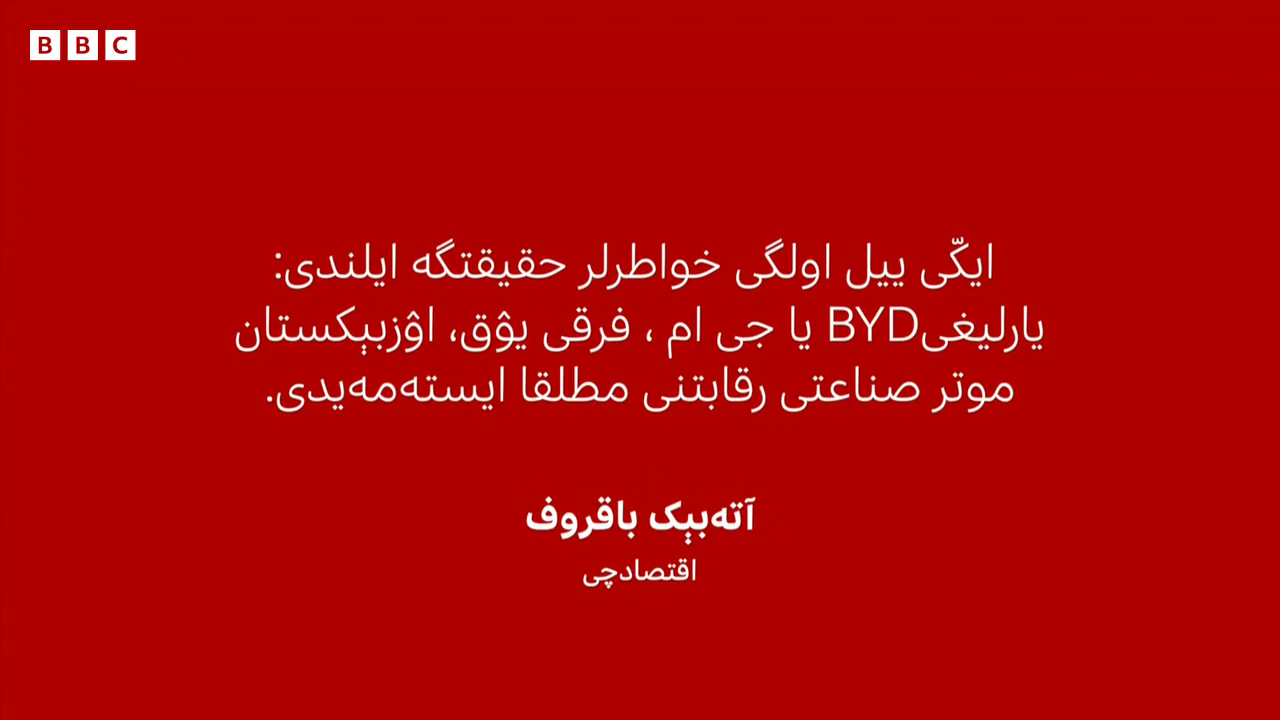 BBC
ایکّی ییل اولگی خواطرلر حقیقتگه ایلندی:
یارلیغیBYD یا جی ام ، فرقی یۉق، اۉزبېکستان
موتر صناعتی رقابتنی مطلقا ایسته‌مه‌یدی.
آته‌بېک باقروف
اقتصادچی